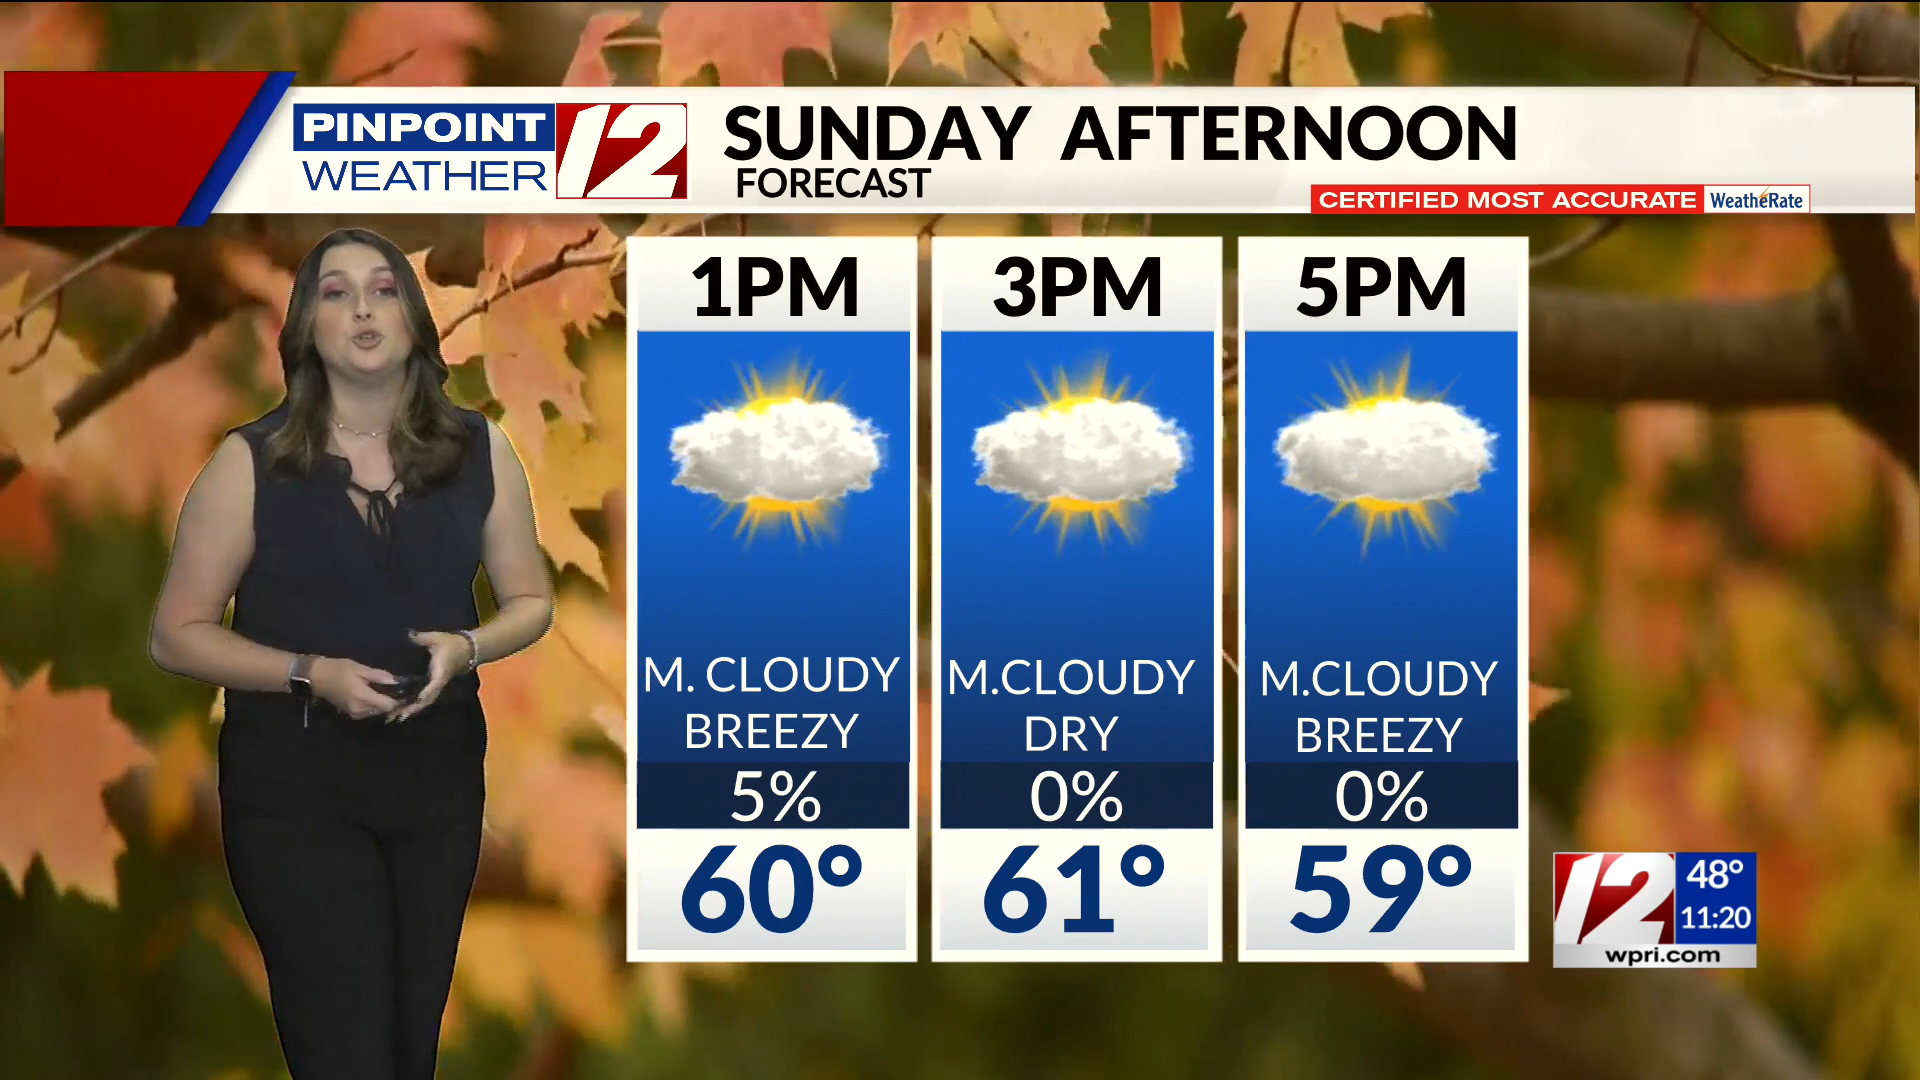 PINPOINT
WEATHER
12
SUNDAY AFTERNOON
FORECAST
CERTIFIED MOST ACCURATE WeatheRate
1PM
M. CLOUDY
BREEZY
5%
60°
3PM
M.CLOUDY
DRY
0%
61°
5PM
M.CLOUDY
BREEZY
0%
59°
12
48°
11:20
wpri.com